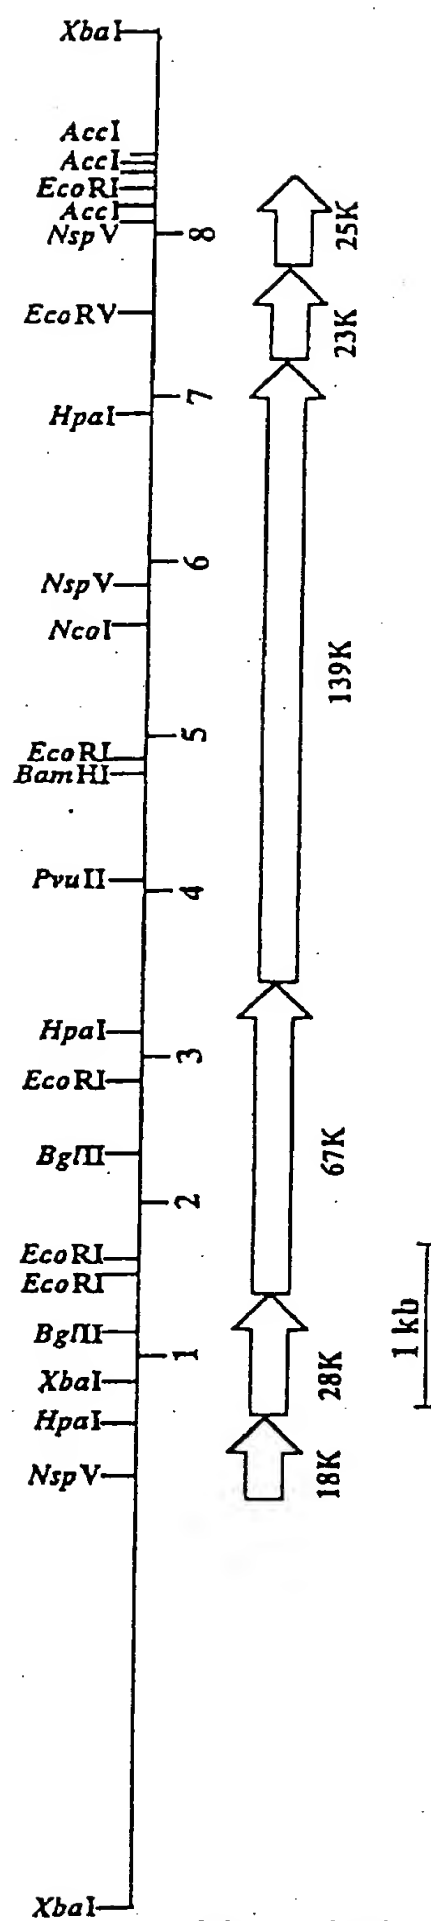 XbaI
AccI
AccI
EcoRI
AccI
NspV
8
25K
EcoRV
23K
7
HpaI
6
NspV
NcoI
139K
5
EcoRI
BamHI
PvuII
4
HpaI
3
EcoRI
BglII
67K
2
EcoRI
EcoRI
BglII
1
1 kb
XbaI
28K
HpaI
NspV
18K
XbaI